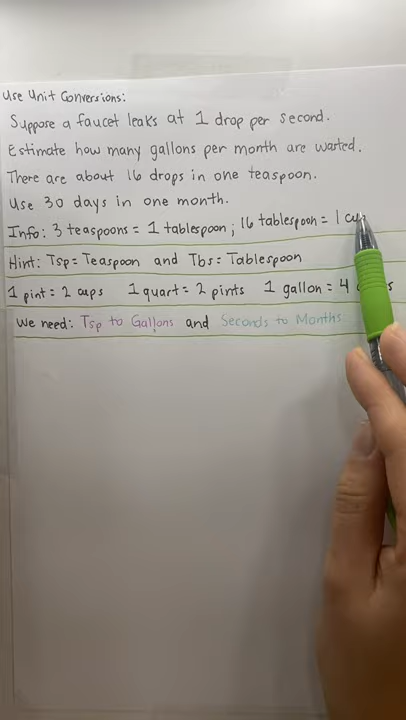 Use Unit Conversions:
Suppose a faucet leaks at 1 drop per second.
Estimate how many gallons per month are wasted.
There are about 16 drops in one teaspoon.
Use 30 days in one month.
Info: 3 teaspoons = 1 tablespoon ; 16 tablespoon = 1
Hint: Tsp = Teaspoon and Tbs = Tablespoon
1 pint = 2 cups 1 quart = 2 pints 1 gallon = 4
We need: Tsp to Gallons and Seconds to Months